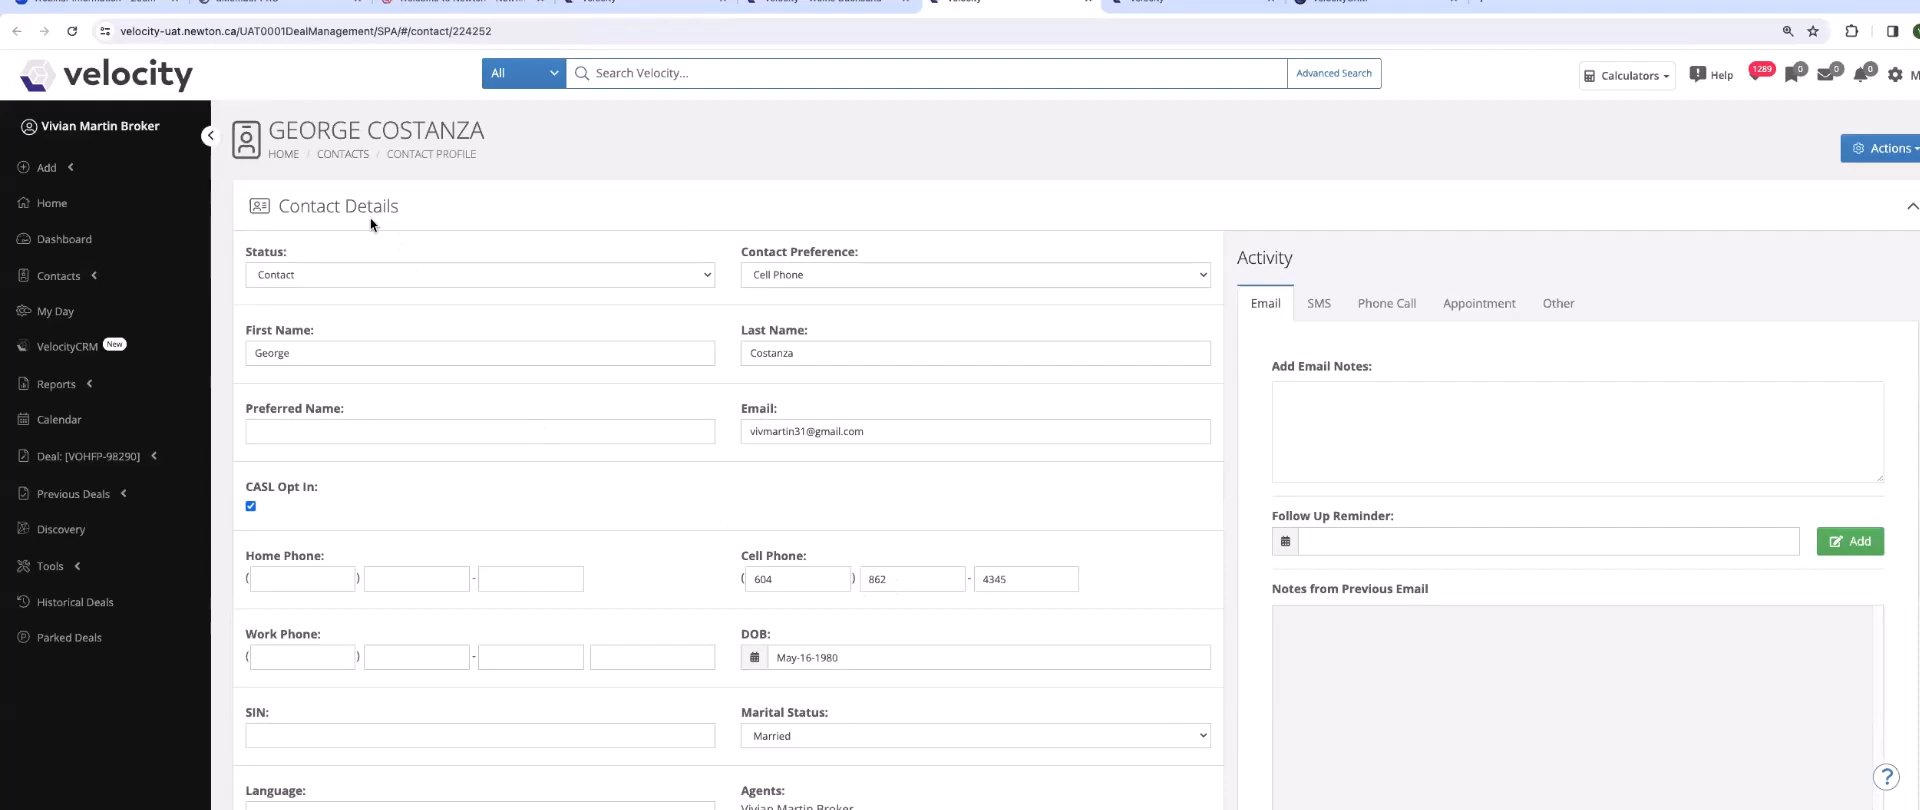 velocity-uat.newton.ca/UAT0001DealManagement/SPA/#/contact/224252
velocity
All
Search Velocity...
Advanced Search
Calculators
Help
1289
0
0
0
Vivian Martin Broker
Add
Home
Dashboard
Contacts
My Day
VelocityCRM New
Reports
Calendar
Deal: [VOHFP-98290]
Previous Deals
Discovery
Tools
Historical Deals
Parked Deals
GEORGE COSTANZA
HOME / CONTACTS / CONTACT PROFILE
Actions
Contact Details
Status:
Contact
Contact Preference:
Cell Phone
First Name:
George
Last Name:
Costanza
Preferred Name:
Email:
vivmartin31@gmail.com
CASL Opt In:
Home Phone:
( ) -
Cell Phone:
(604) 862 - 4345
Work Phone:
( ) -
DOB:
May-16-1980
SIN:
Marital Status:
Married
Language:
Agents:
Vivian Martin Broker
Activity
Email SMS Phone Call Appointment Other
Add Email Notes:
Follow Up Reminder:
Add
Notes from Previous Email
?